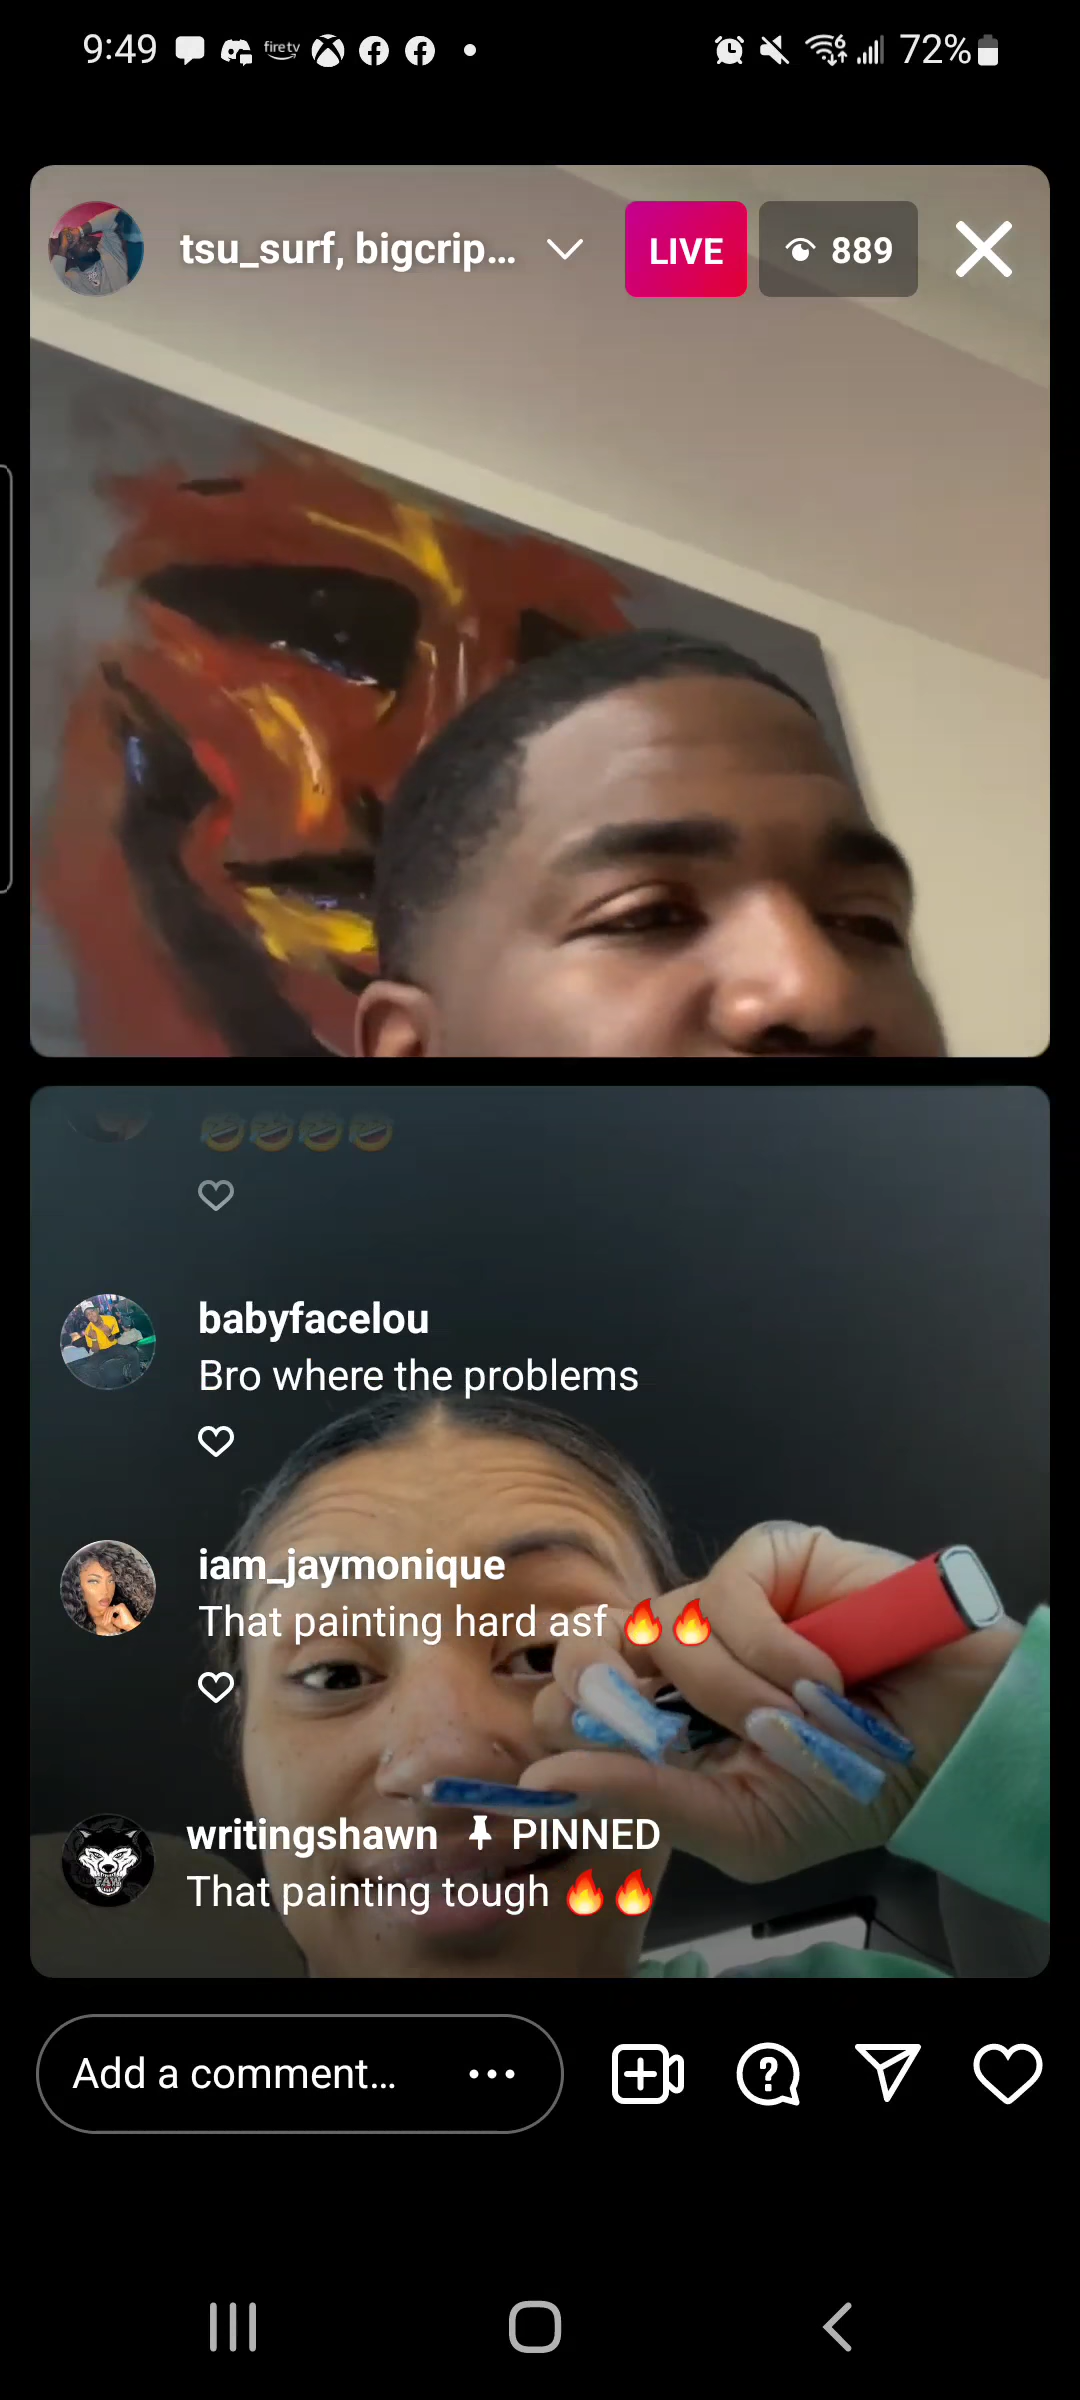 9:49 firetv 72%
tsu_surf, bigcrip... LIVE 889
babyfacelou
Bro where the problems
iam_jaymonique
That painting hard asf 🔥🔥
writingshawn PINNED
That painting tough 🔥🔥
Add a comment...